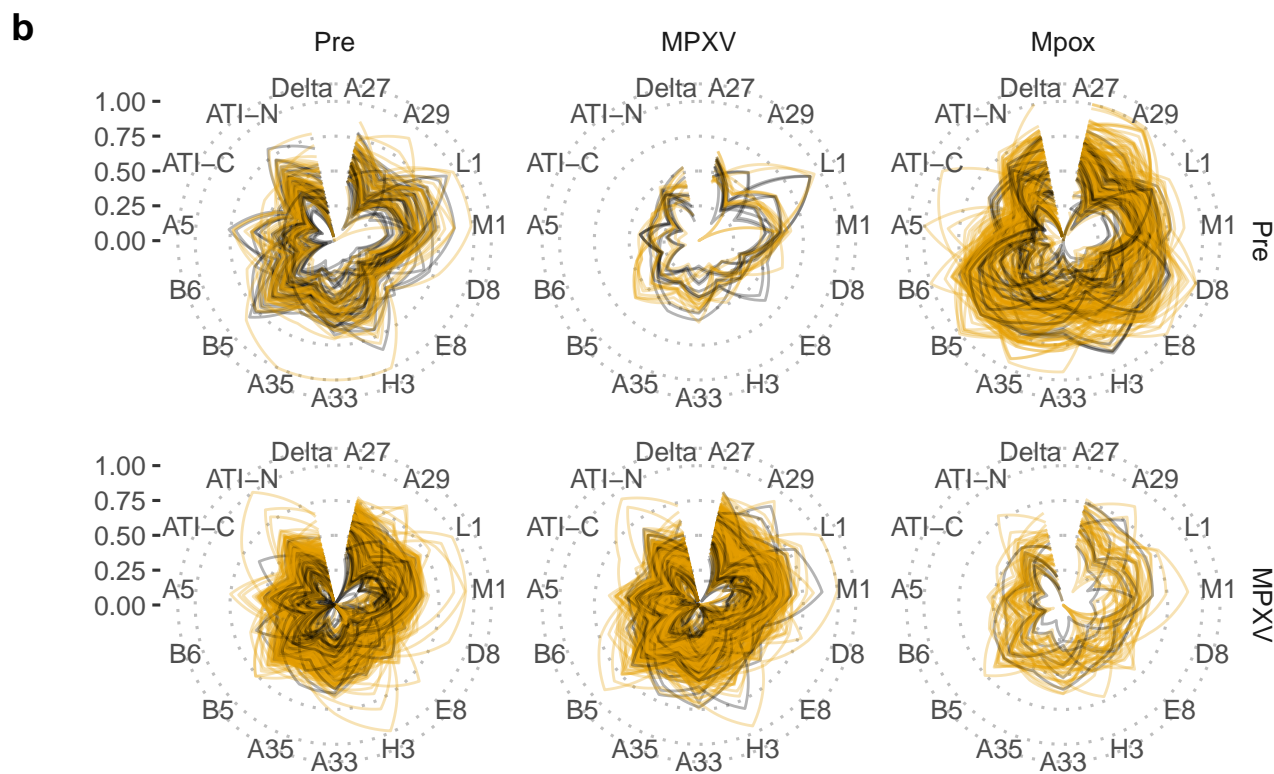 b
Pre MPXV Mpox
Delta A27 Delta A27 Delta A27
1.00
ATI–N A29 ATI–N A29 ATI–N A29
0.75
0.50
ATI–C L1 ATI–C L1 ATI–C L1
0.25
0.00
A5 M1 A5 M1 A5 M1
Pre
B6 D8 B6 D8 B6 D8
B5 E8 B5 E8 B5 E8
A35 H3 A35 H3 A35 H3
A33 A33 A33
Delta A27 Delta A27 Delta A27
1.00
ATI–N A29 ATI–N A29 ATI–N A29
0.75
0.50
ATI–C L1 ATI–C L1 ATI–C L1
0.25
0.00
A5 M1 A5 M1 A5 M1
MPXV
B6 D8 B6 D8 B6 D8
B5 E8 B5 E8 B5 E8
A35 H3 A35 H3 A35 H3
A33 A33 A33